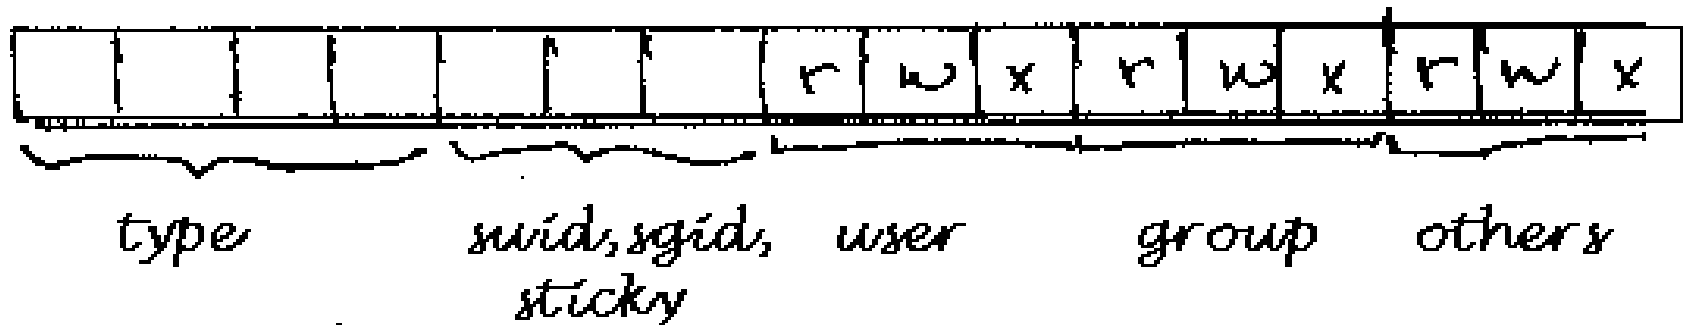 r w x r w x r w x
type suid, sgid, user group others
sticky